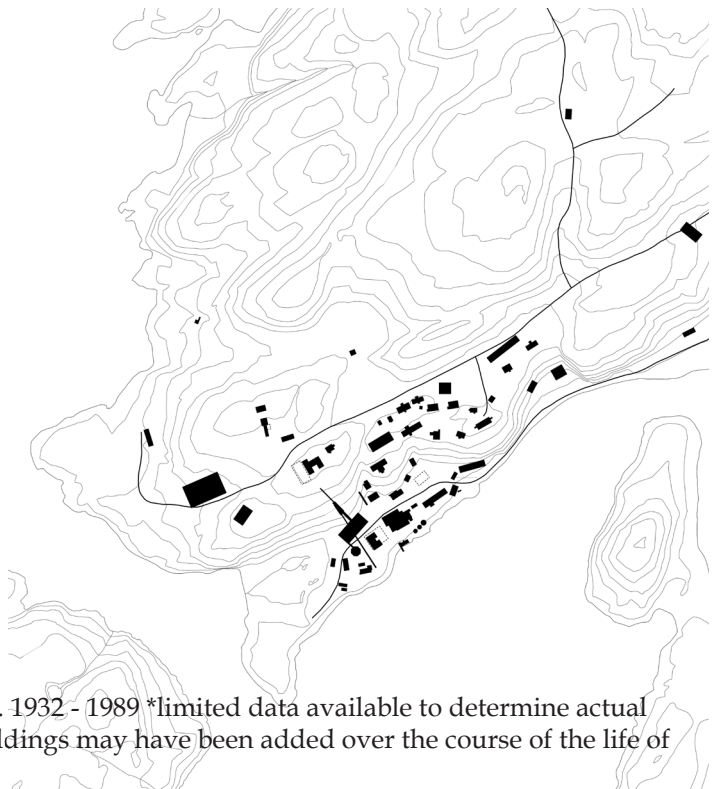 . 1932 - 1989 *limited data available to determine actual
ldings may have been added over the course of the life of